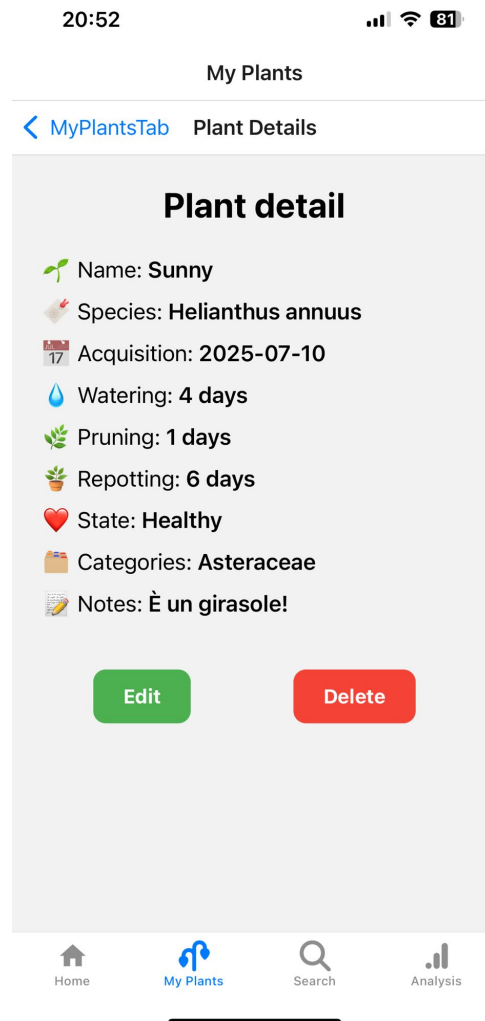 20:52
81
My Plants
MyPlantsTab Plant Details
Plant detail
🌱 Name: Sunny
🏷️ Species: Helianthus annuus
📅 Acquisition: 2025-07-10
💧 Watering: 4 days
🌿 Pruning: 1 days
🪴 Repotting: 6 days
❤️ State: Healthy
🗂️ Categories: Asteraceae
📝 Notes: È un girasole!
Edit Delete
Home My Plants Search Analysis